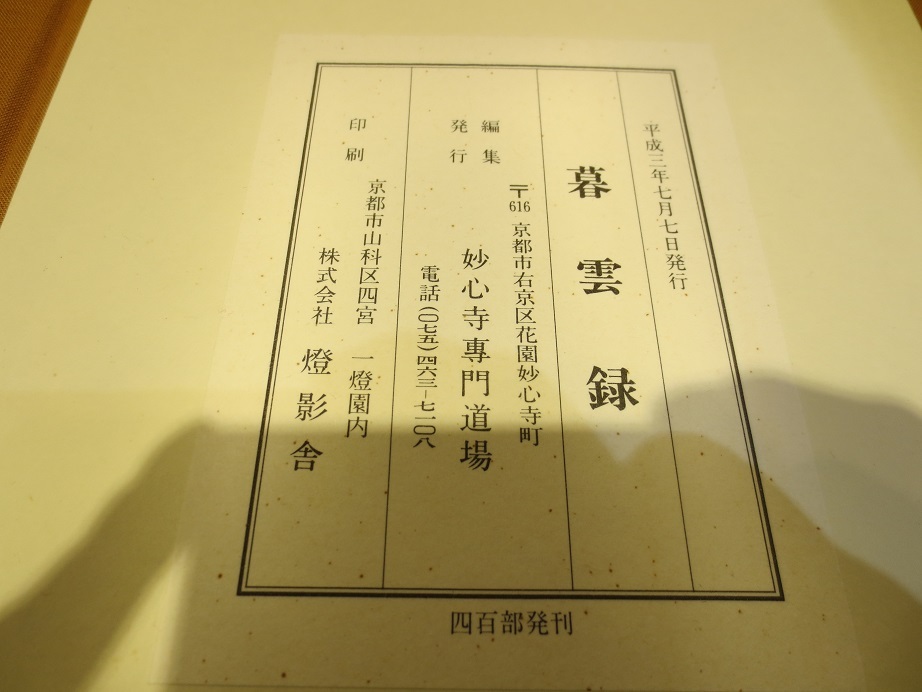 平成三年七月七日発行
暮雲録
編集
発行
〒616 京都市右京区花園妙心寺町
妙心寺專門道場
電話(〇七五)四六三-七一〇八
印刷
京都市山科区四宮 一燈園内
株式会社 燈影舎
四百部発刊